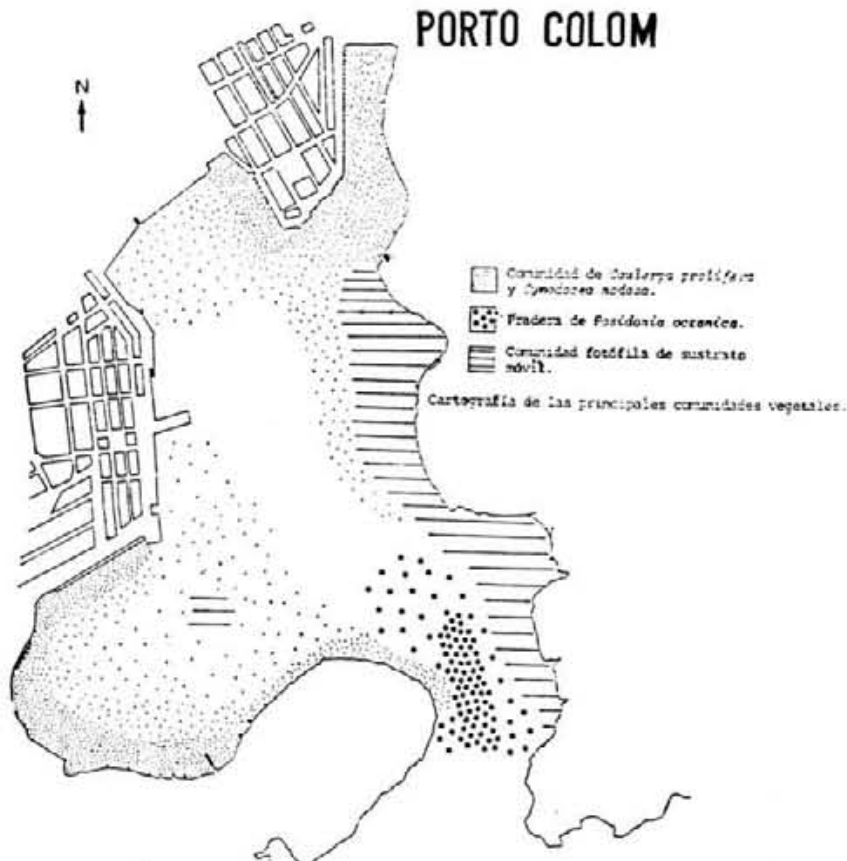 PORTO COLOM
N
Comunidad de Caulerpa prolifera
y Cymodocea nodosa.
Pradera de Posidonia oceanica.
Comunidad fotófila de sustrato
móvil.
Cartografía de las principales comunidades vegetales.